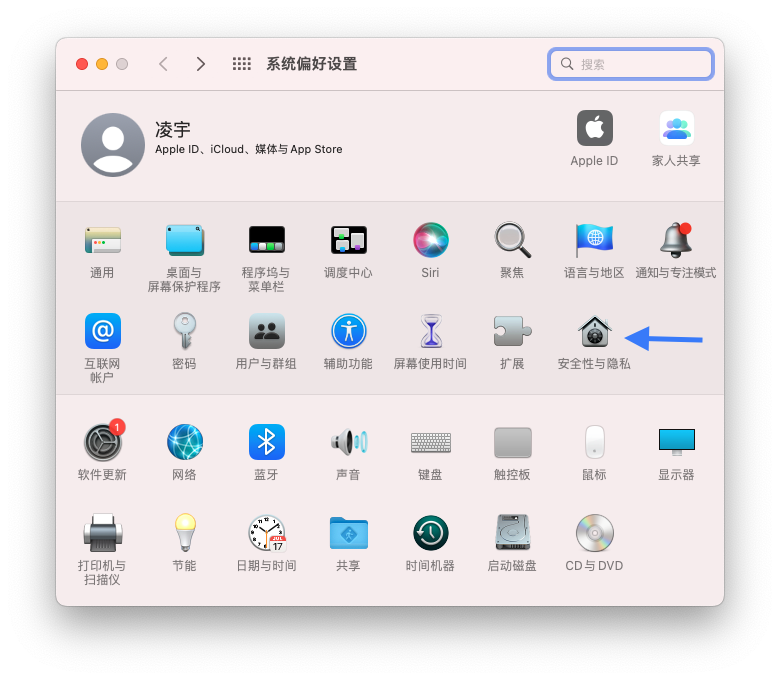 系统偏好设置
搜索
凌宇
Apple ID、iCloud、媒体与 App Store
Apple ID
家人共享
通用
桌面与
屏幕保护程序
程序坞与
菜单栏
调度中心
Siri
聚焦
语言与地区
通知与专注模式
@
互联网
帐户
密码
用户与群组
辅助功能
屏幕使用时间
扩展
安全性与隐私
1
软件更新
网络
蓝牙
声音
键盘
触控板
鼠标
显示器
打印机与
扫描仪
节能
JUL
17
日期与时间
共享
时间机器
启动磁盘
CD 与 DVD